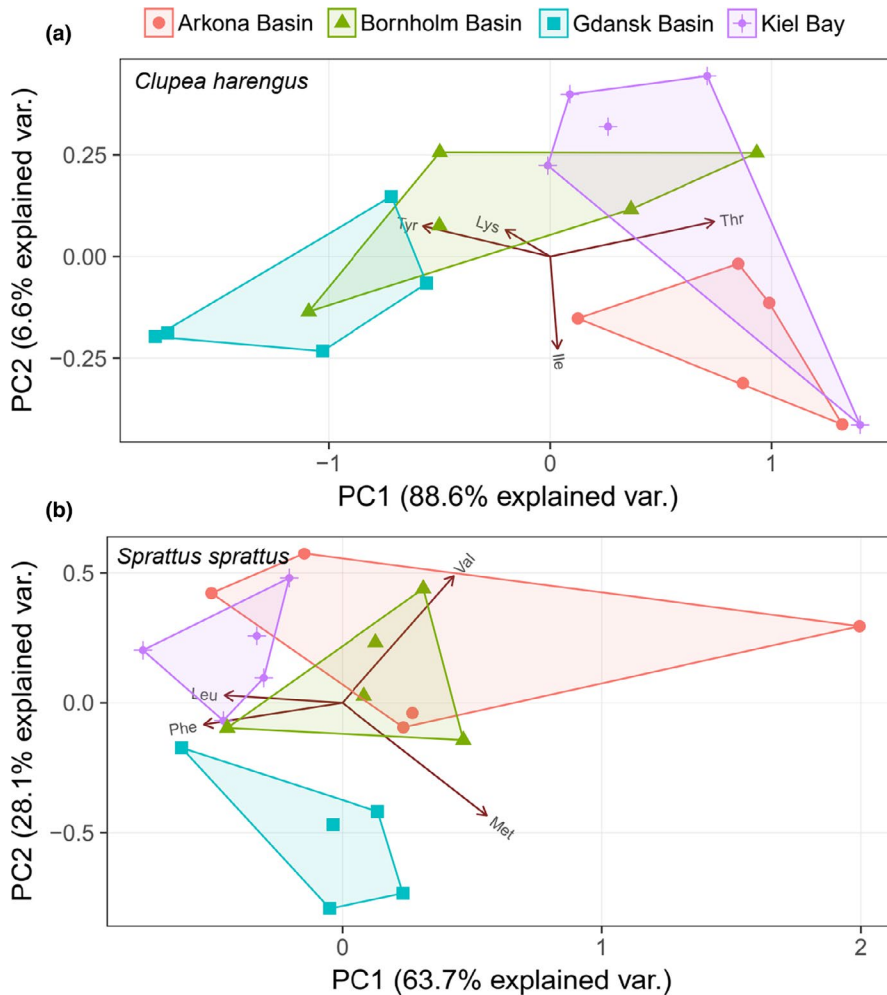 (a)
Arkona Basin Bornholm Basin Gdansk Basin Kiel Bay
Clupea harengus
PC2 (6.6% explained var.)
0.25
0.00
−0.25
Tyr
Lys
Thr
Ile
−1 0 1
PC1 (88.6% explained var.)
(b)
Sprattus sprattus
PC2 (28.1% explained var.)
0.5
0.0
−0.5
Val
Leu
Phe
Met
0 1 2
PC1 (63.7% explained var.)